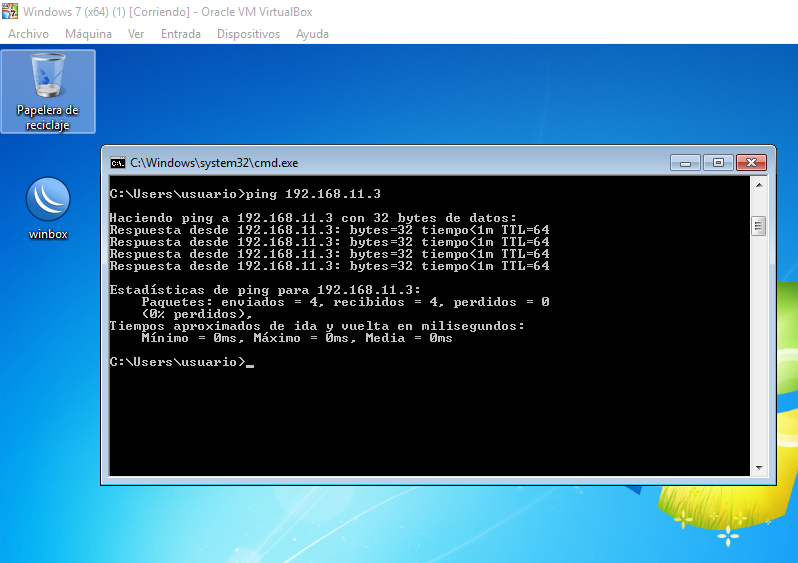 Windows 7 (x64) (1) [Corriendo] - Oracle VM VirtualBox
Archivo Máquina Ver Entrada Dispositivos Ayuda
Papelera de
reciclaje
winbox
C:\Windows\system32\cmd.exe
C:\Users\usuario>ping 192.168.11.3
Haciendo ping a 192.168.11.3 con 32 bytes de datos:
Respuesta desde 192.168.11.3: bytes=32 tiempo<1m TTL=64
Respuesta desde 192.168.11.3: bytes=32 tiempo<1m TTL=64
Respuesta desde 192.168.11.3: bytes=32 tiempo<1m TTL=64
Respuesta desde 192.168.11.3: bytes=32 tiempo<1m TTL=64
Estadísticas de ping para 192.168.11.3:
Paquetes: enviados = 4, recibidos = 4, perdidos = 0
(0% perdidos),
Tiempos aproximados de ida y vuelta en milisegundos:
Mínimo = 0ms, Máximo = 0ms, Media = 0ms
C:\Users\usuario>_